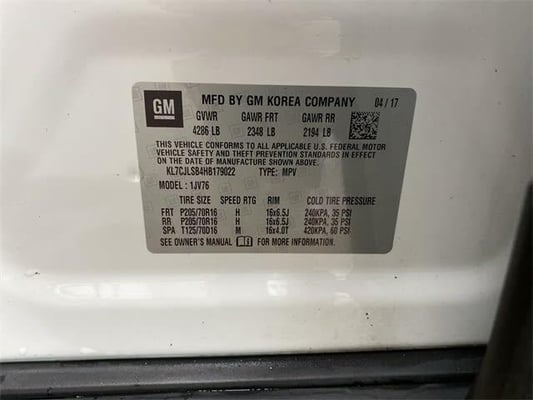 GM
MFD BY GM KOREA COMPANY 04 / 17
GVWR GAWR FRT GAWR RR
4286 LB 2348 LB 2194 LB
THIS VEHICLE CONFORMS TO ALL APPLICABLE U.S. FEDERAL MOTOR
VEHICLE SAFETY AND THEFT PREVENTION STANDARDS IN EFFECT
ON THE DATE OF MANUFACTURE SHOWN ABOVE.
KL7CJLSB4HB179022 TYPE: MPV
MODEL : 1JV76
TIRE SIZE SPEED RTG RIM COLD TIRE PRESSURE
FRT P205/70R16 H 16x6.5J 240KPA, 35 PSI
RR P205/70R16 H 16x6.5J 240KPA, 35 PSI
SPA T125/70D16 M 16x4.0T 420KPA, 60 PSI
SEE OWNER'S MANUAL FOR MORE INFORMATION.